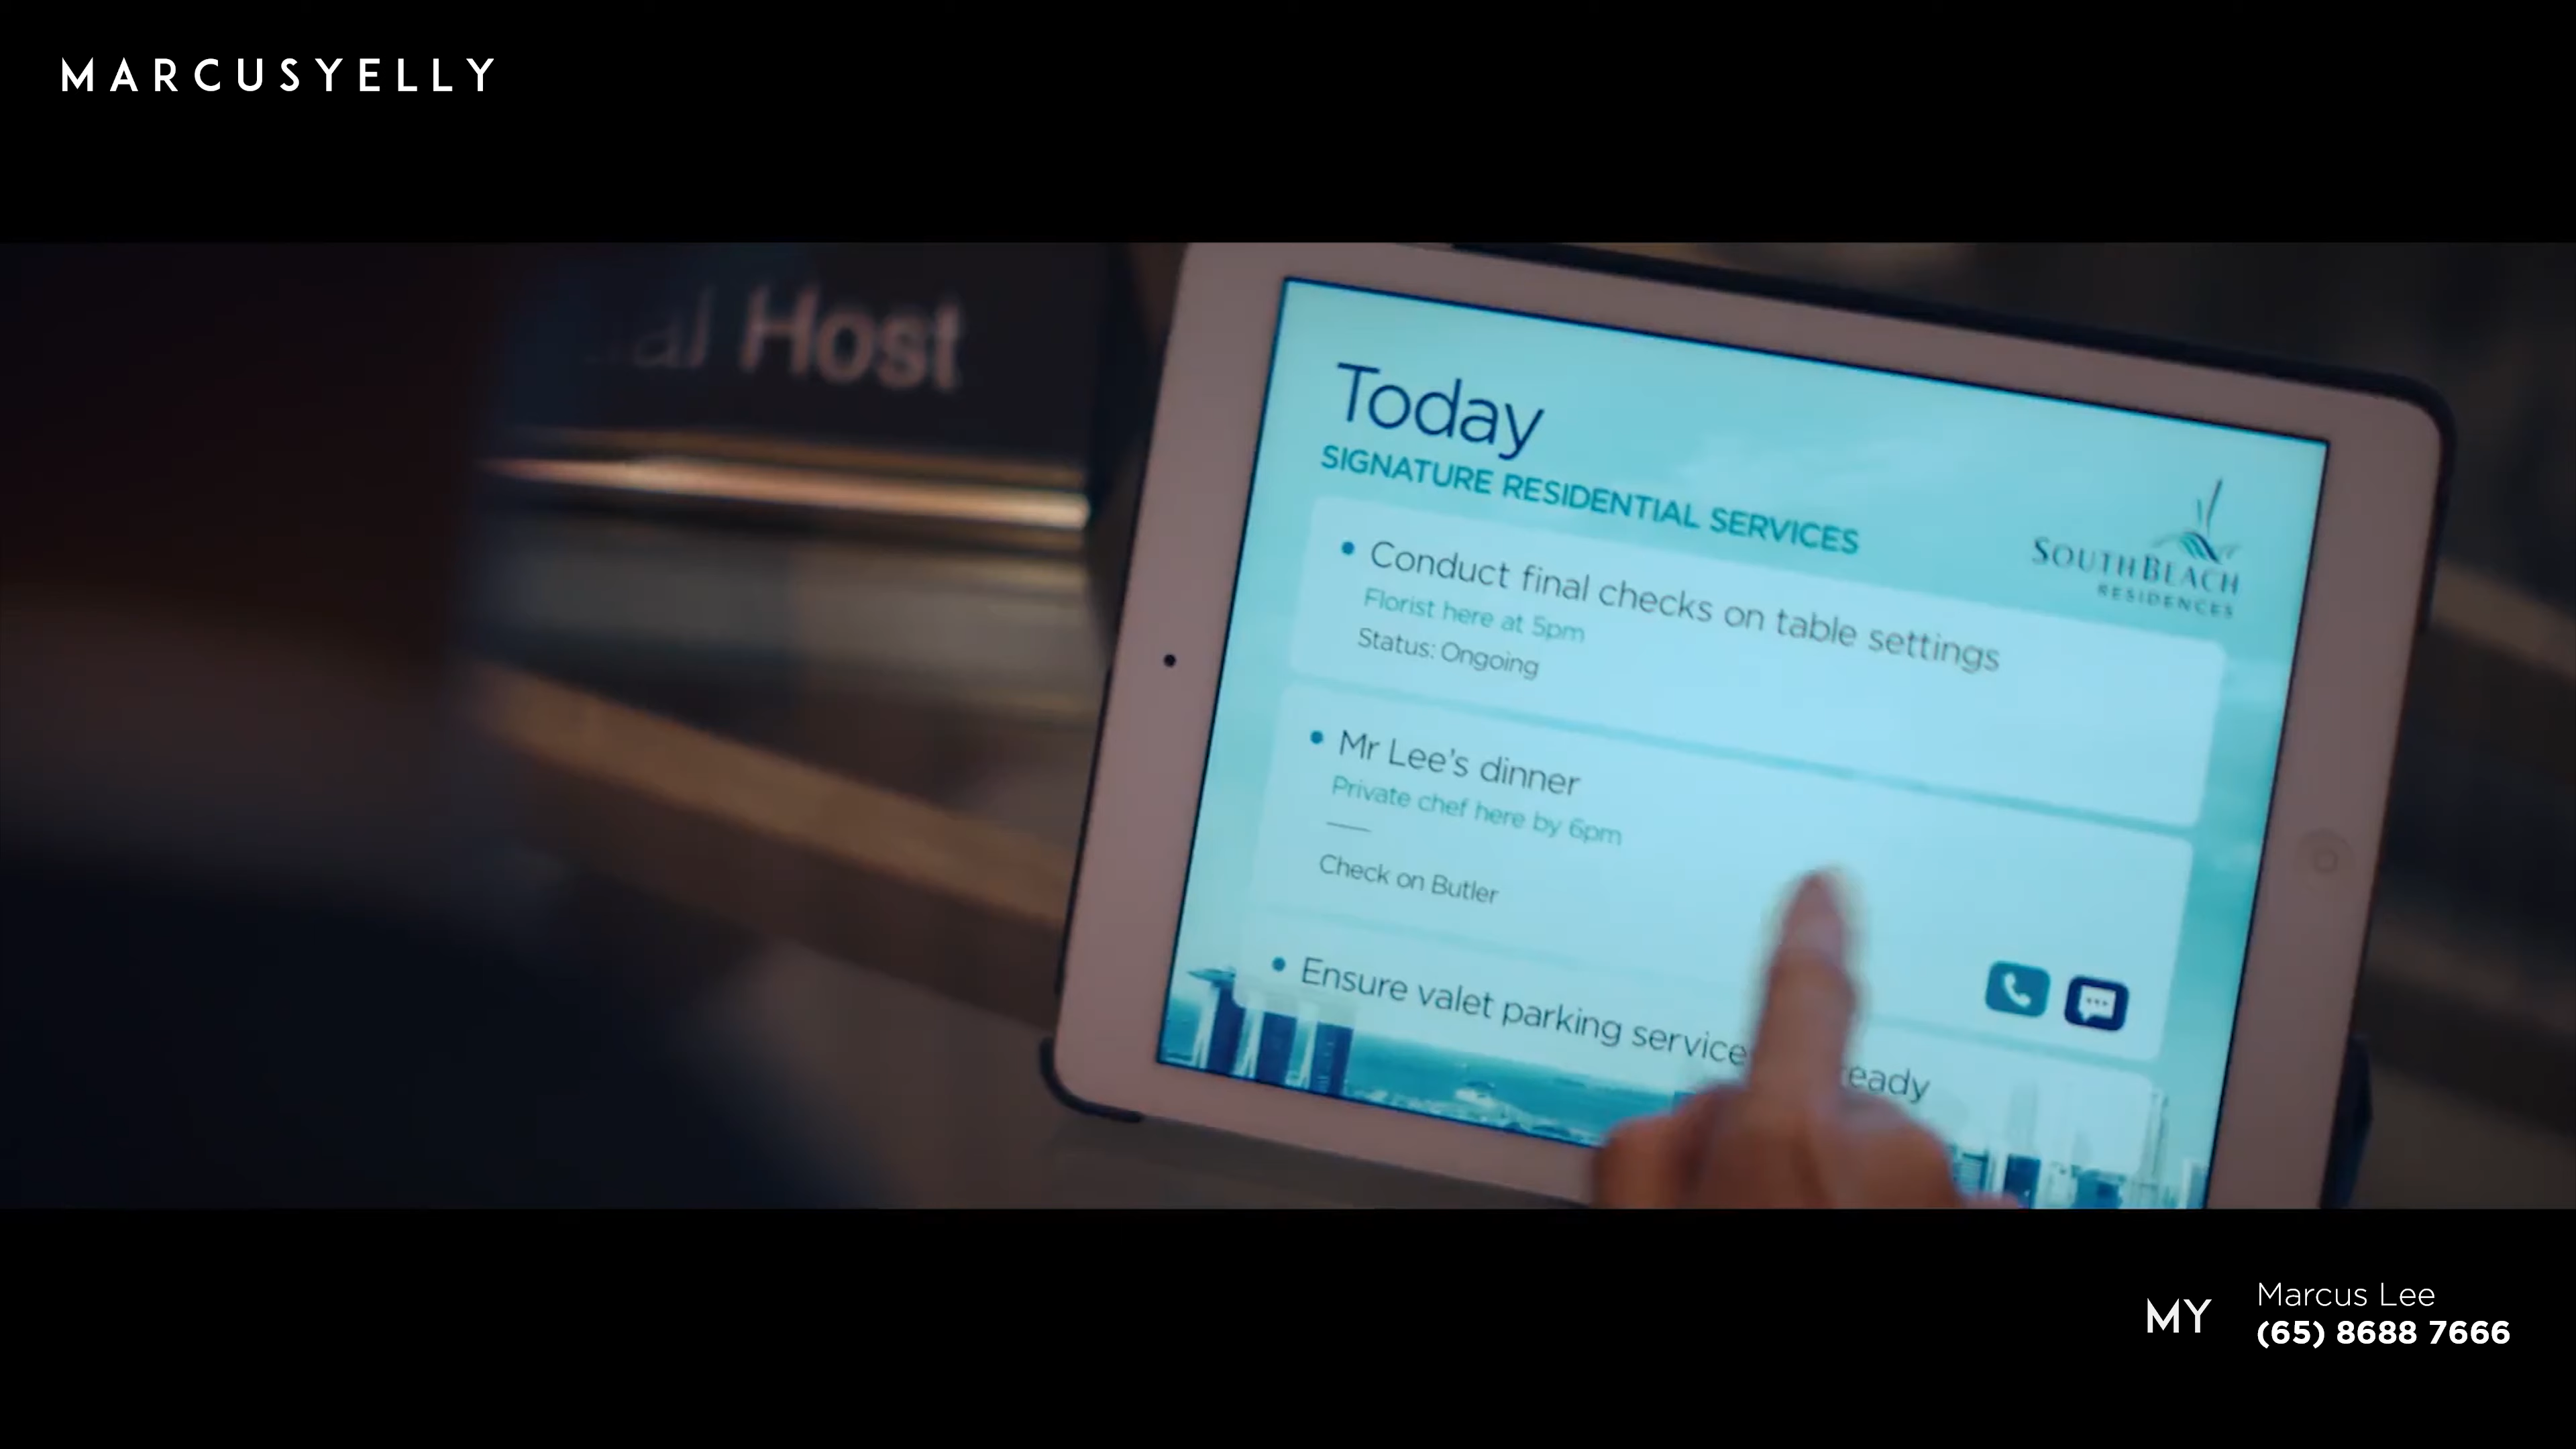 MARCUSYELLY
Host
Today
SIGNATURE RESIDENTIAL SERVICES
SOUTHBEACH
RESIDENCES
• Conduct final checks on table settings
Florist here at 5pm
Status: Ongoing
• Mr Lee's dinner
Private chef here by 6pm
Check on Butler
• Ensure valet parking service eady
MY
Marcus Lee
(65) 8688 7666